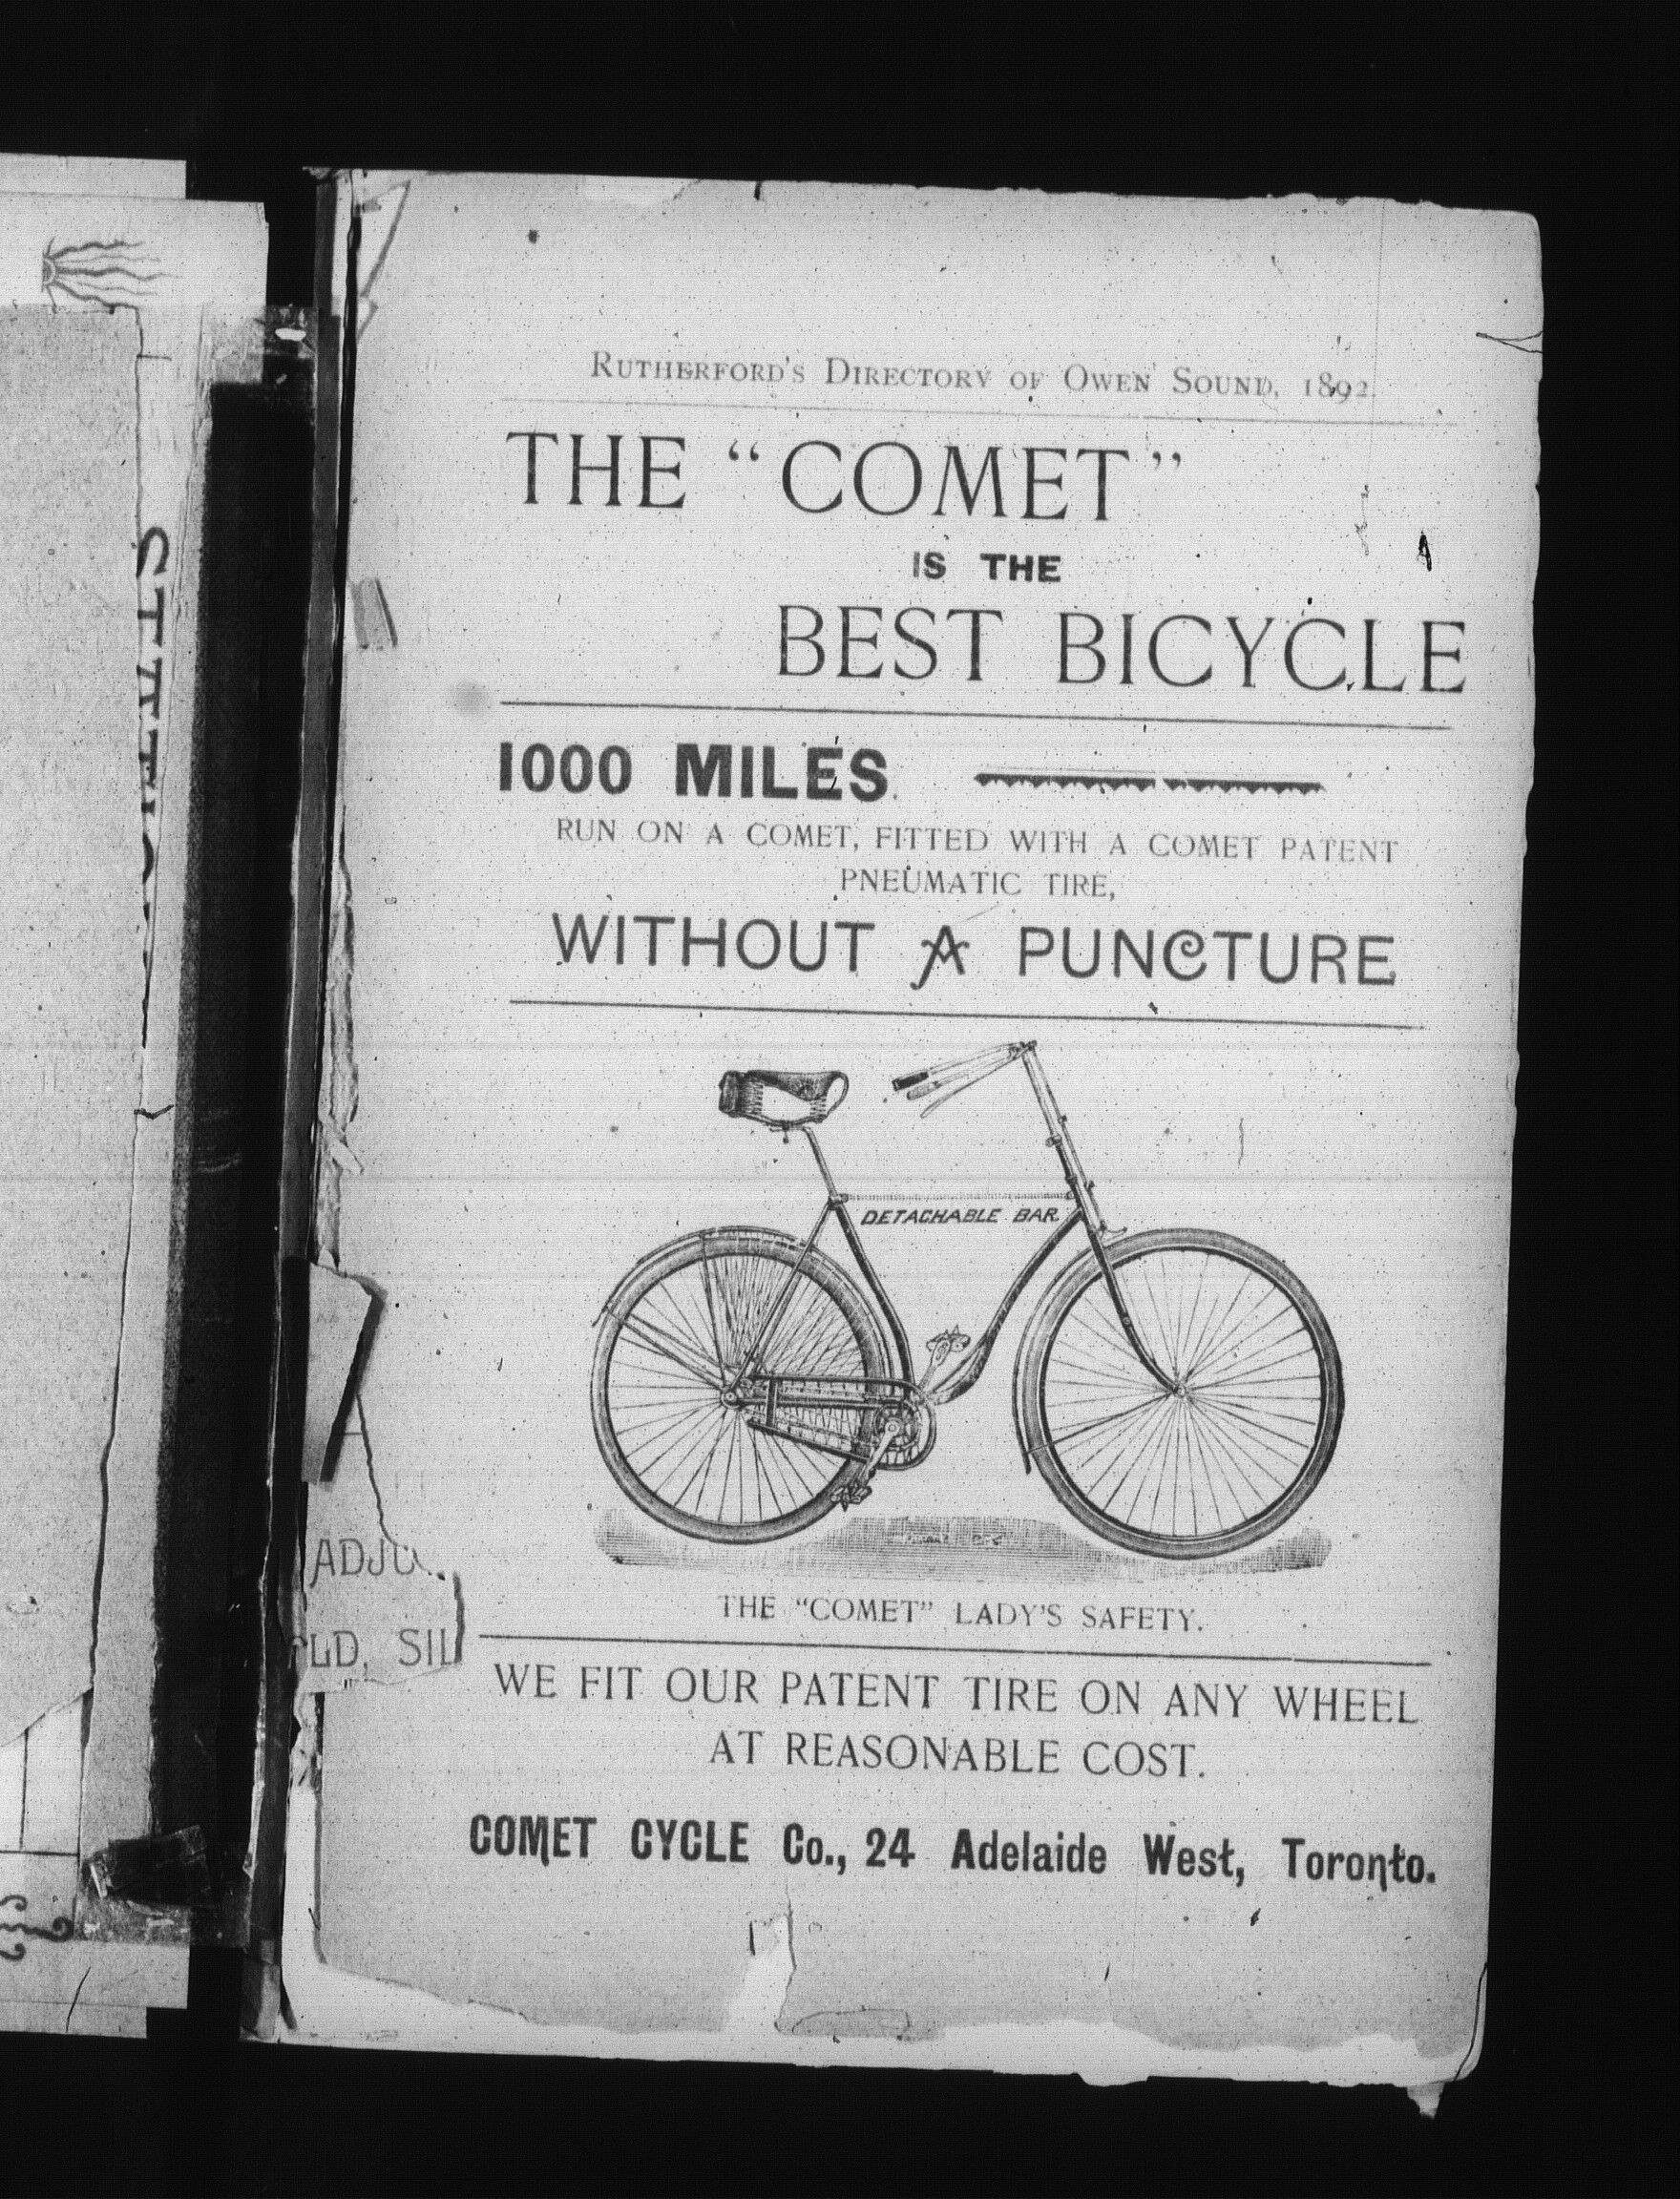 RUTHERFORD'S DIRECTORY OF OWEN SOUND, 1892.
THE “COMET”
IS THE
BEST BICYCLE
1000 MILES
RUN ON A COMET, FITTED WITH A COMET PATENT
PNEUMATIC TIRE,
WITHOUT A PUNCTURE
DETACHABLE BAR.
THE “COMET” LADY'S SAFETY.
WE FIT OUR PATENT TIRE ON ANY WHEEL
AT REASONABLE COST.
COMET CYCLE Co., 24 Adelaide West, Toronto.